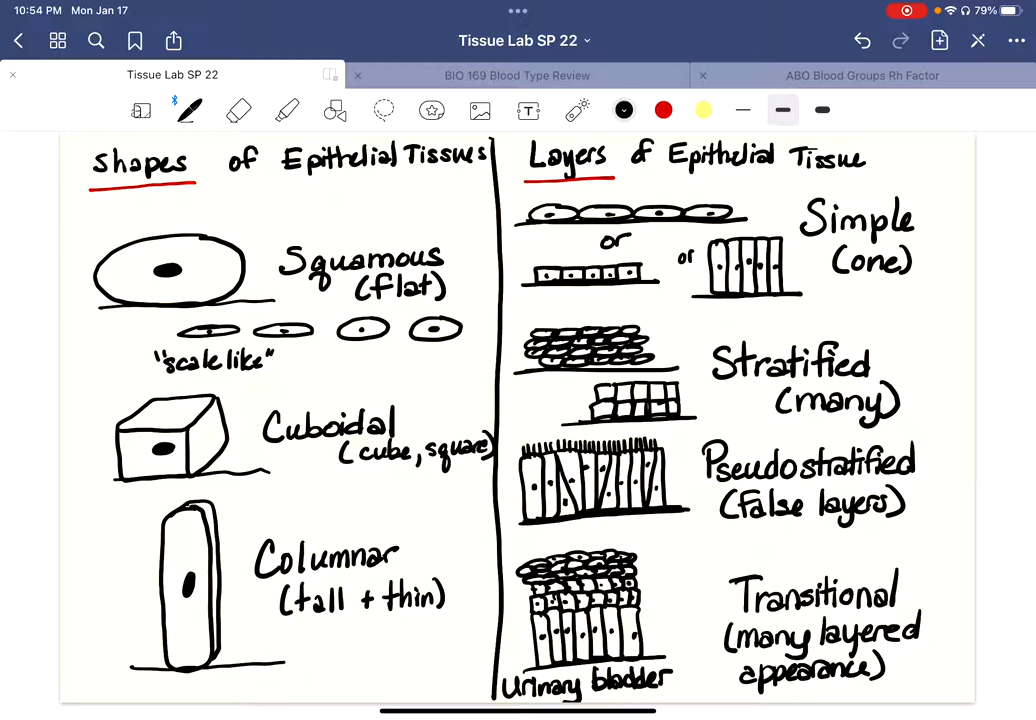 10:54 PM Mon Jan 17
79%
Tissue Lab SP 22
Tissue Lab SP 22
BIO 169 Blood Type Review
ABO Blood Groups Rh Factor
T
Shapes of Epithelial Tissues
Squamous
(flat)
"scale like"
Cuboidal
(cube, square)
Columnar
(tall + thin)
Layers of Epithelial Tissue
or
or
Simple
(one)
Stratified
(many)
Pseudostratified
(false layers)
Transitional
(many layered
appearance)
Urinary bladder